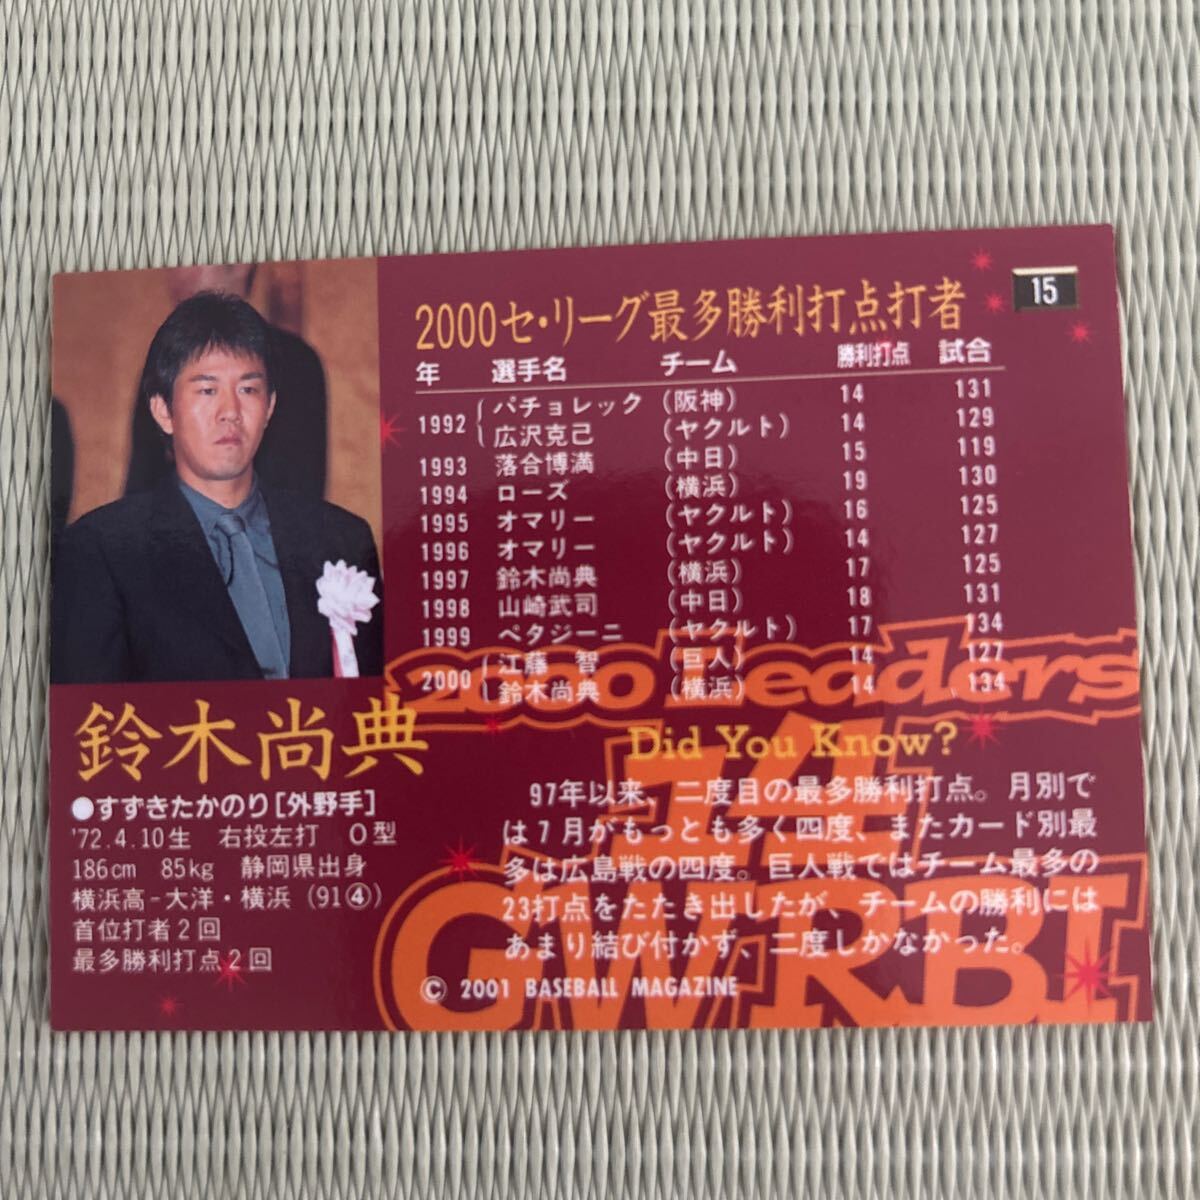 15
2000セ・リーグ最多勝利打点打者
年 選手名 チーム 勝利打点 試合
1992 パチョレック (阪神) 14 131
広沢克己 (ヤクルト) 14 129
1993 落合博満 (中日) 15 119
1994 ローズ (横浜) 19 130
1995 オマリー (ヤクルト) 16 125
1996 オマリー (ヤクルト) 14 127
1997 鈴木尚典 (横浜) 17 125
1998 山崎武司 (中日) 18 131
1999 ペタジーニ (ヤクルト) 17 134
2000 江藤 智 (巨人) 14 127
鈴木尚典 (横浜) 14 134
鈴木尚典
●すずきたかのり[外野手]
'72.4.10生 右投左打 O型
186cm 85kg 静岡県出身
横浜高-大洋・横浜(91④)
首位打者2回
最多勝利打点2回
2000 Leaders
14
GWRBI
Did You Know?
97年以来、二度目の最多勝利打点。月別で
は7月がもっとも多く四度、またカード別最
多は広島戦の四度。巨人戦ではチーム最多の
23打点をたたき出したが、チームの勝利には
あまり結び付かず、二度しかなかった。
© 2001 BASEBALL MAGAZINE